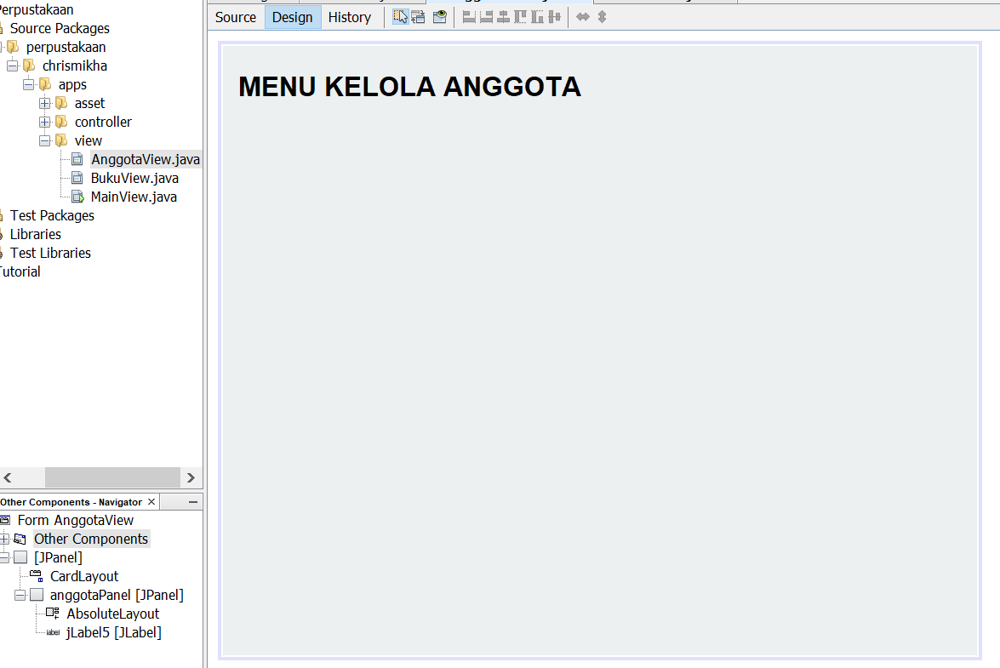 Perpustakaan
Source Packages
perpustakaan
chrismikha
apps
asset
controller
view
AnggotaView.java
BukuView.java
MainView.java
Test Packages
Libraries
Test Libraries
Tutorial
Other Components - Navigator
Form AnggotaView
Other Components
[JPanel]
CardLayout
anggotaPanel [JPanel]
AbsoluteLayout
label jLabel5 [JLabel]
Source Design History
MENU KELOLA ANGGOTA